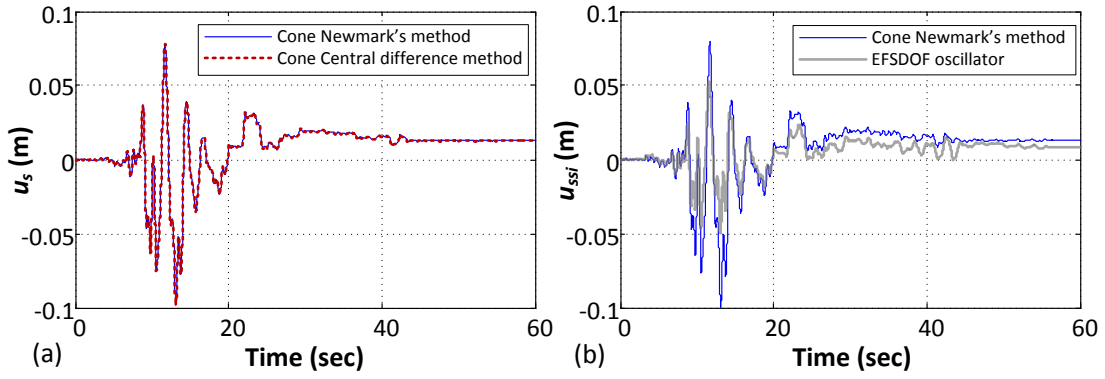 0.1
0.05
0
-0.05
-0.1
u_s (m)
Cone Newmark's method
Cone Central difference method
0
20
40
60
Time (sec)
(a)
0.1
0.05
0
-0.05
-0.1
u_ssi (m)
Cone Newmark's method
EFSDOF oscillator
0
20
40
60
Time (sec)
(b)